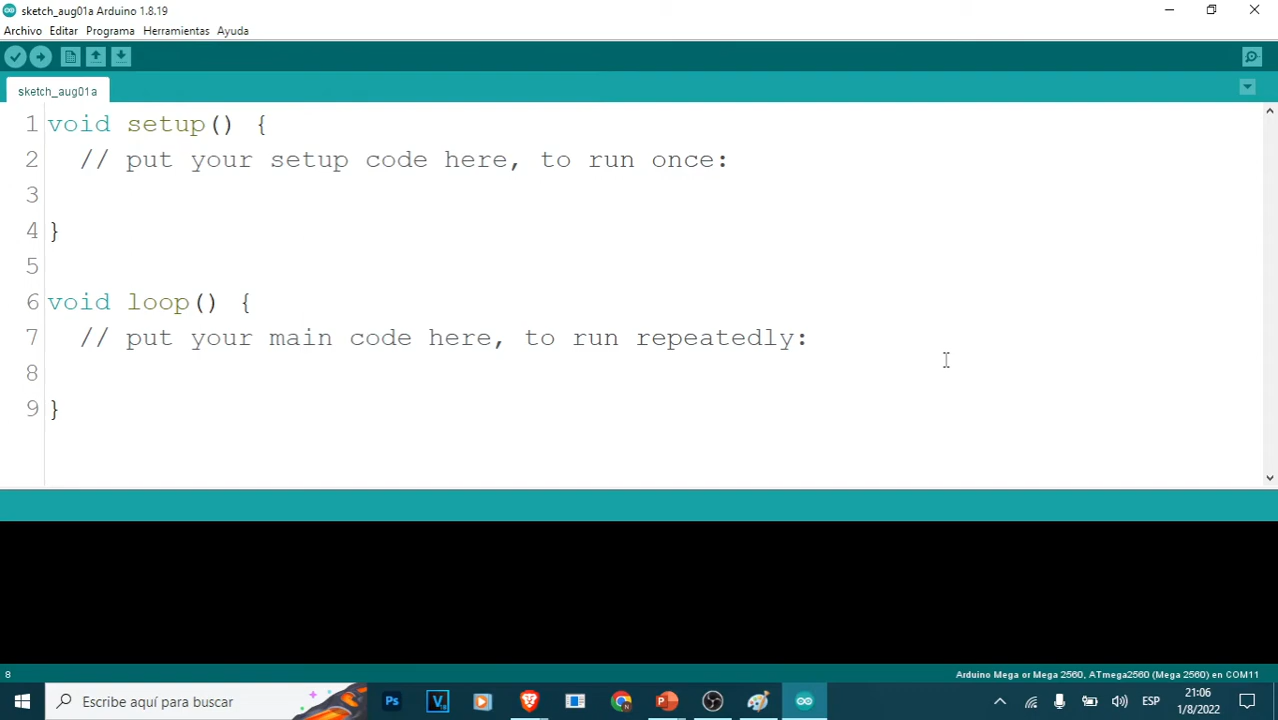 sketch_aug01a Arduino 1.8.19
Archivo Editar Programa Herramientas Ayuda
sketch_aug01a
1 void setup() {
2 // put your setup code here, to run once:
3
4 }
5
6 void loop() {
7 // put your main code here, to run repeatedly:
8
9 }
8
Arduino Mega or Mega 2560, ATmega2560 (Mega 2560) en COM11
Escribe aquí para buscar
Ps
V
P
ESP
21:06
1/8/2022